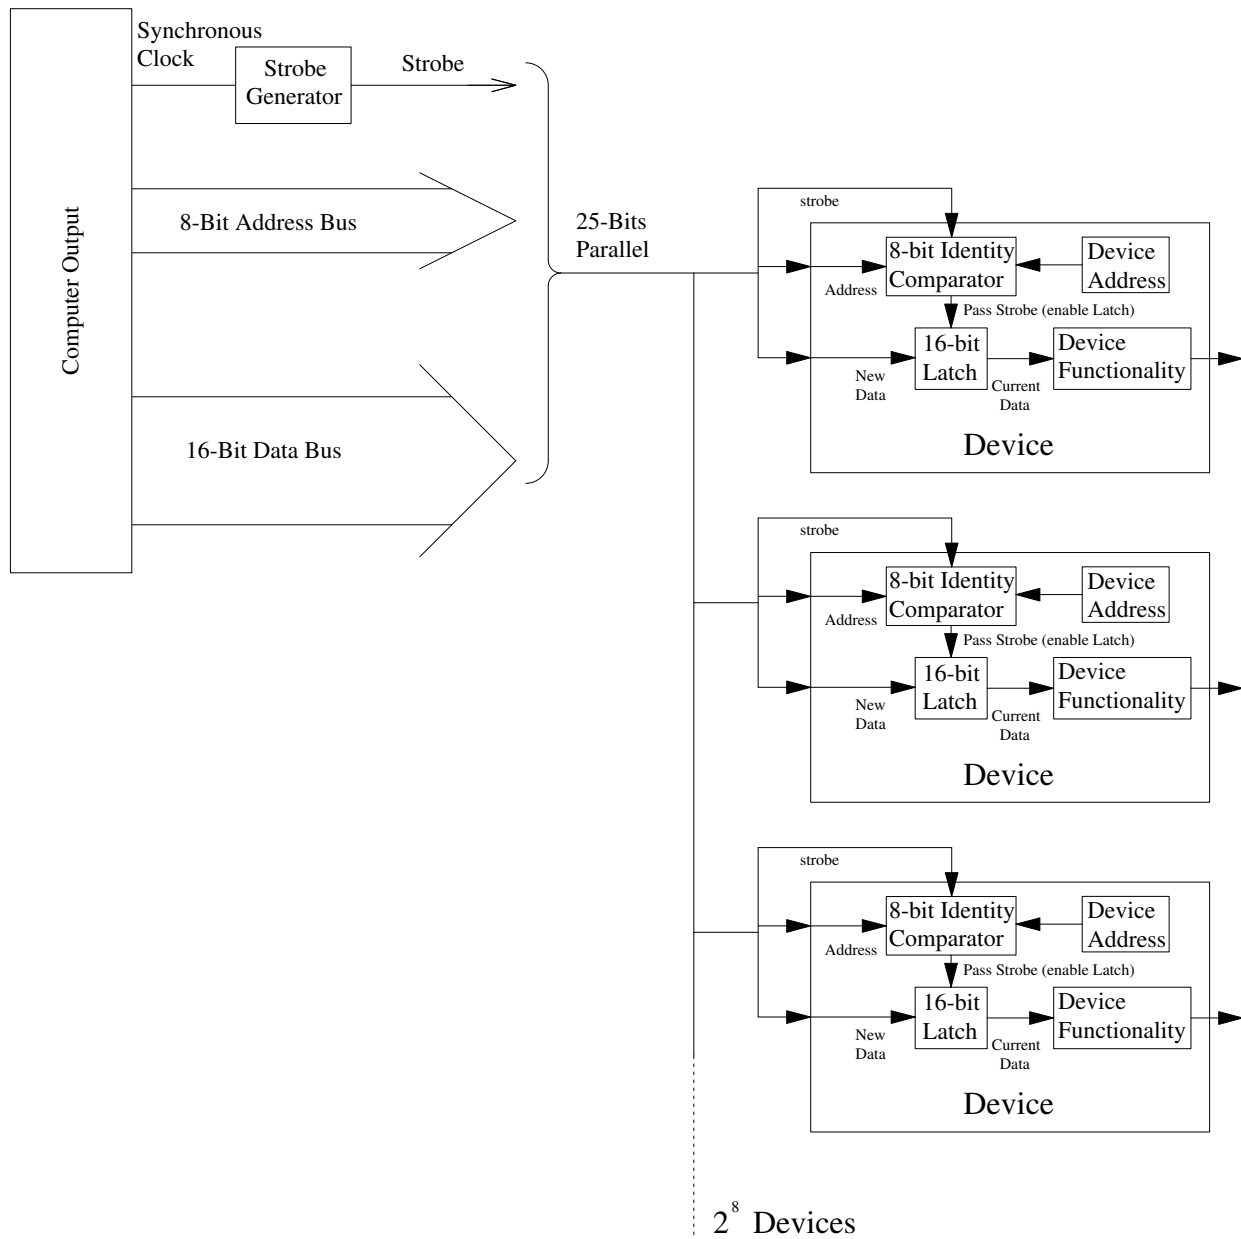 Synchronous
Clock
Strobe
Generator
Strobe
8-Bit Address Bus
16-Bit Data Bus
Computer Output
25-Bits
Parallel
strobe
8-bit Identity
Comparator
Device
Address
Address
Pass Strobe (enable Latch)
16-bit
Latch
Device
Functionality
New
Data
Current
Data
Device
strobe
8-bit Identity
Comparator
Device
Address
Address
Pass Strobe (enable Latch)
16-bit
Latch
Device
Functionality
New
Data
Current
Data
Device
strobe
8-bit Identity
Comparator
Device
Address
Address
Pass Strobe (enable Latch)
16-bit
Latch
Device
Functionality
New
Data
Current
Data
Device
2⁸ Devices